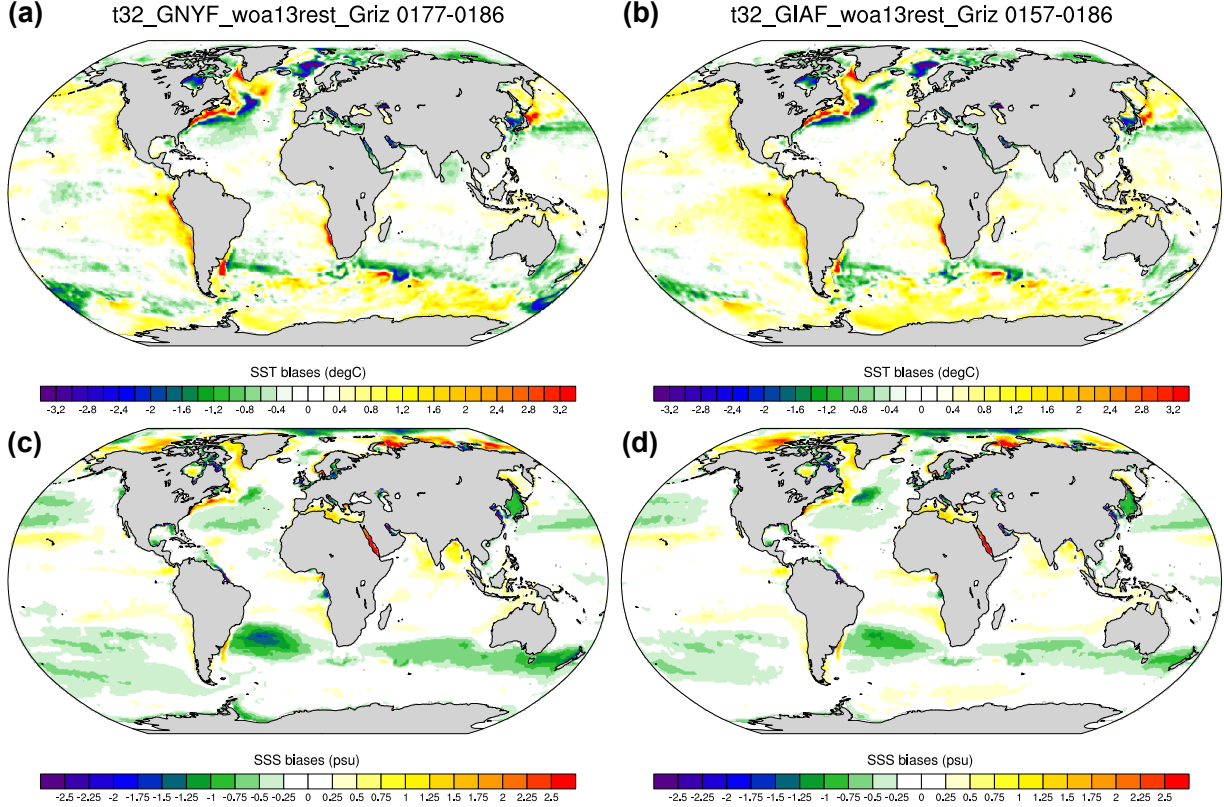 (a) t32_GNYF_woa13rest_Griz 0177-0186
(b) t32_GIAF_woa13rest_Griz 0157-0186
SST biases (degC)
-3.2 -2.8 -2.4 -2 -1.6 -1.2 -0.8 -0.4 0 0.4 0.8 1.2 1.6 2 2.4 2.8 3.2
SST biases (degC)
-3.2 -2.8 -2.4 -2 -1.6 -1.2 -0.8 -0.4 0 0.4 0.8 1.2 1.6 2 2.4 2.8 3.2
(c)
(d)
SSS biases (psu)
-2.5 -2.25 -2 -1.75 -1.5 -1.25 -1 -0.75 -0.5 -0.25 0 0.25 0.5 0.75 1 1.25 1.5 1.75 2 2.25 2.5
SSS biases (psu)
-2.5 -2.25 -2 -1.75 -1.5 -1.25 -1 -0.75 -0.5 -0.25 0 0.25 0.5 0.75 1 1.25 1.5 1.75 2 2.25 2.5